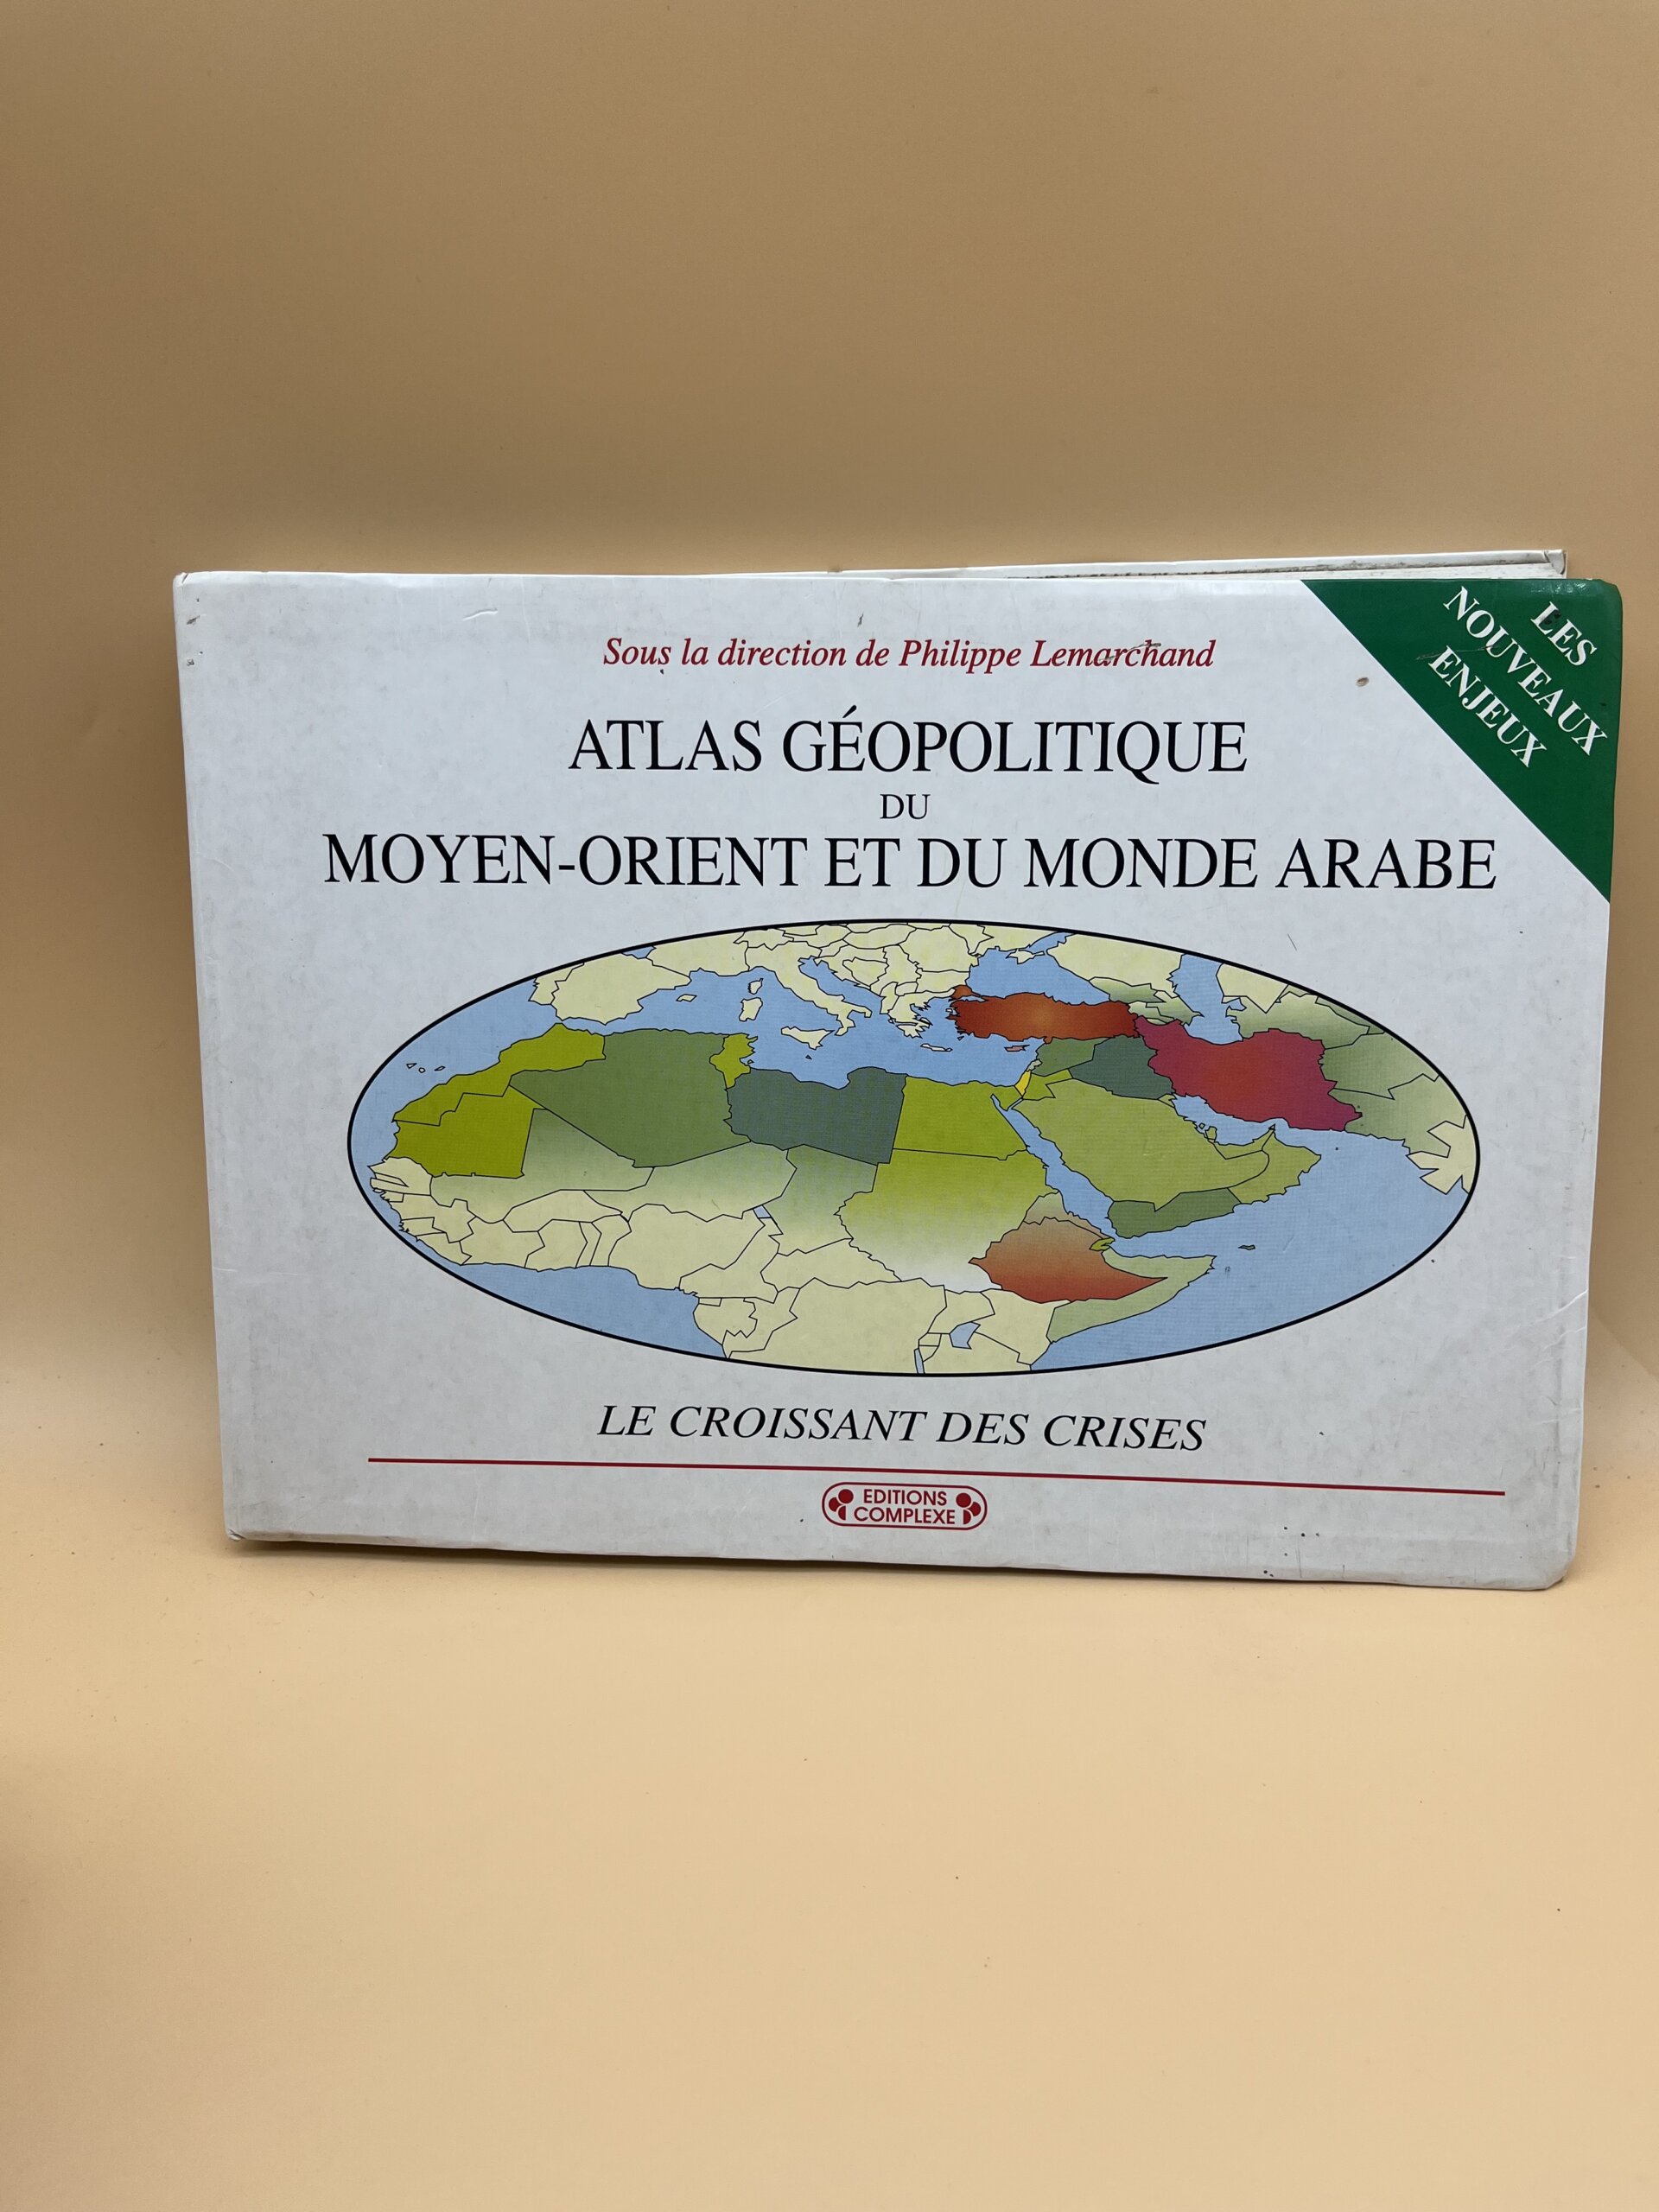 Sous la direction de Philippe Lemarchand
LES
NOUVEAUX
ENJEUX
ATLAS GÉOPOLITIQUE
DU
MOYEN-ORIENT ET DU MONDE ARABE
LE CROISSANT DES CRISES
EDITIONS
COMPLEXE